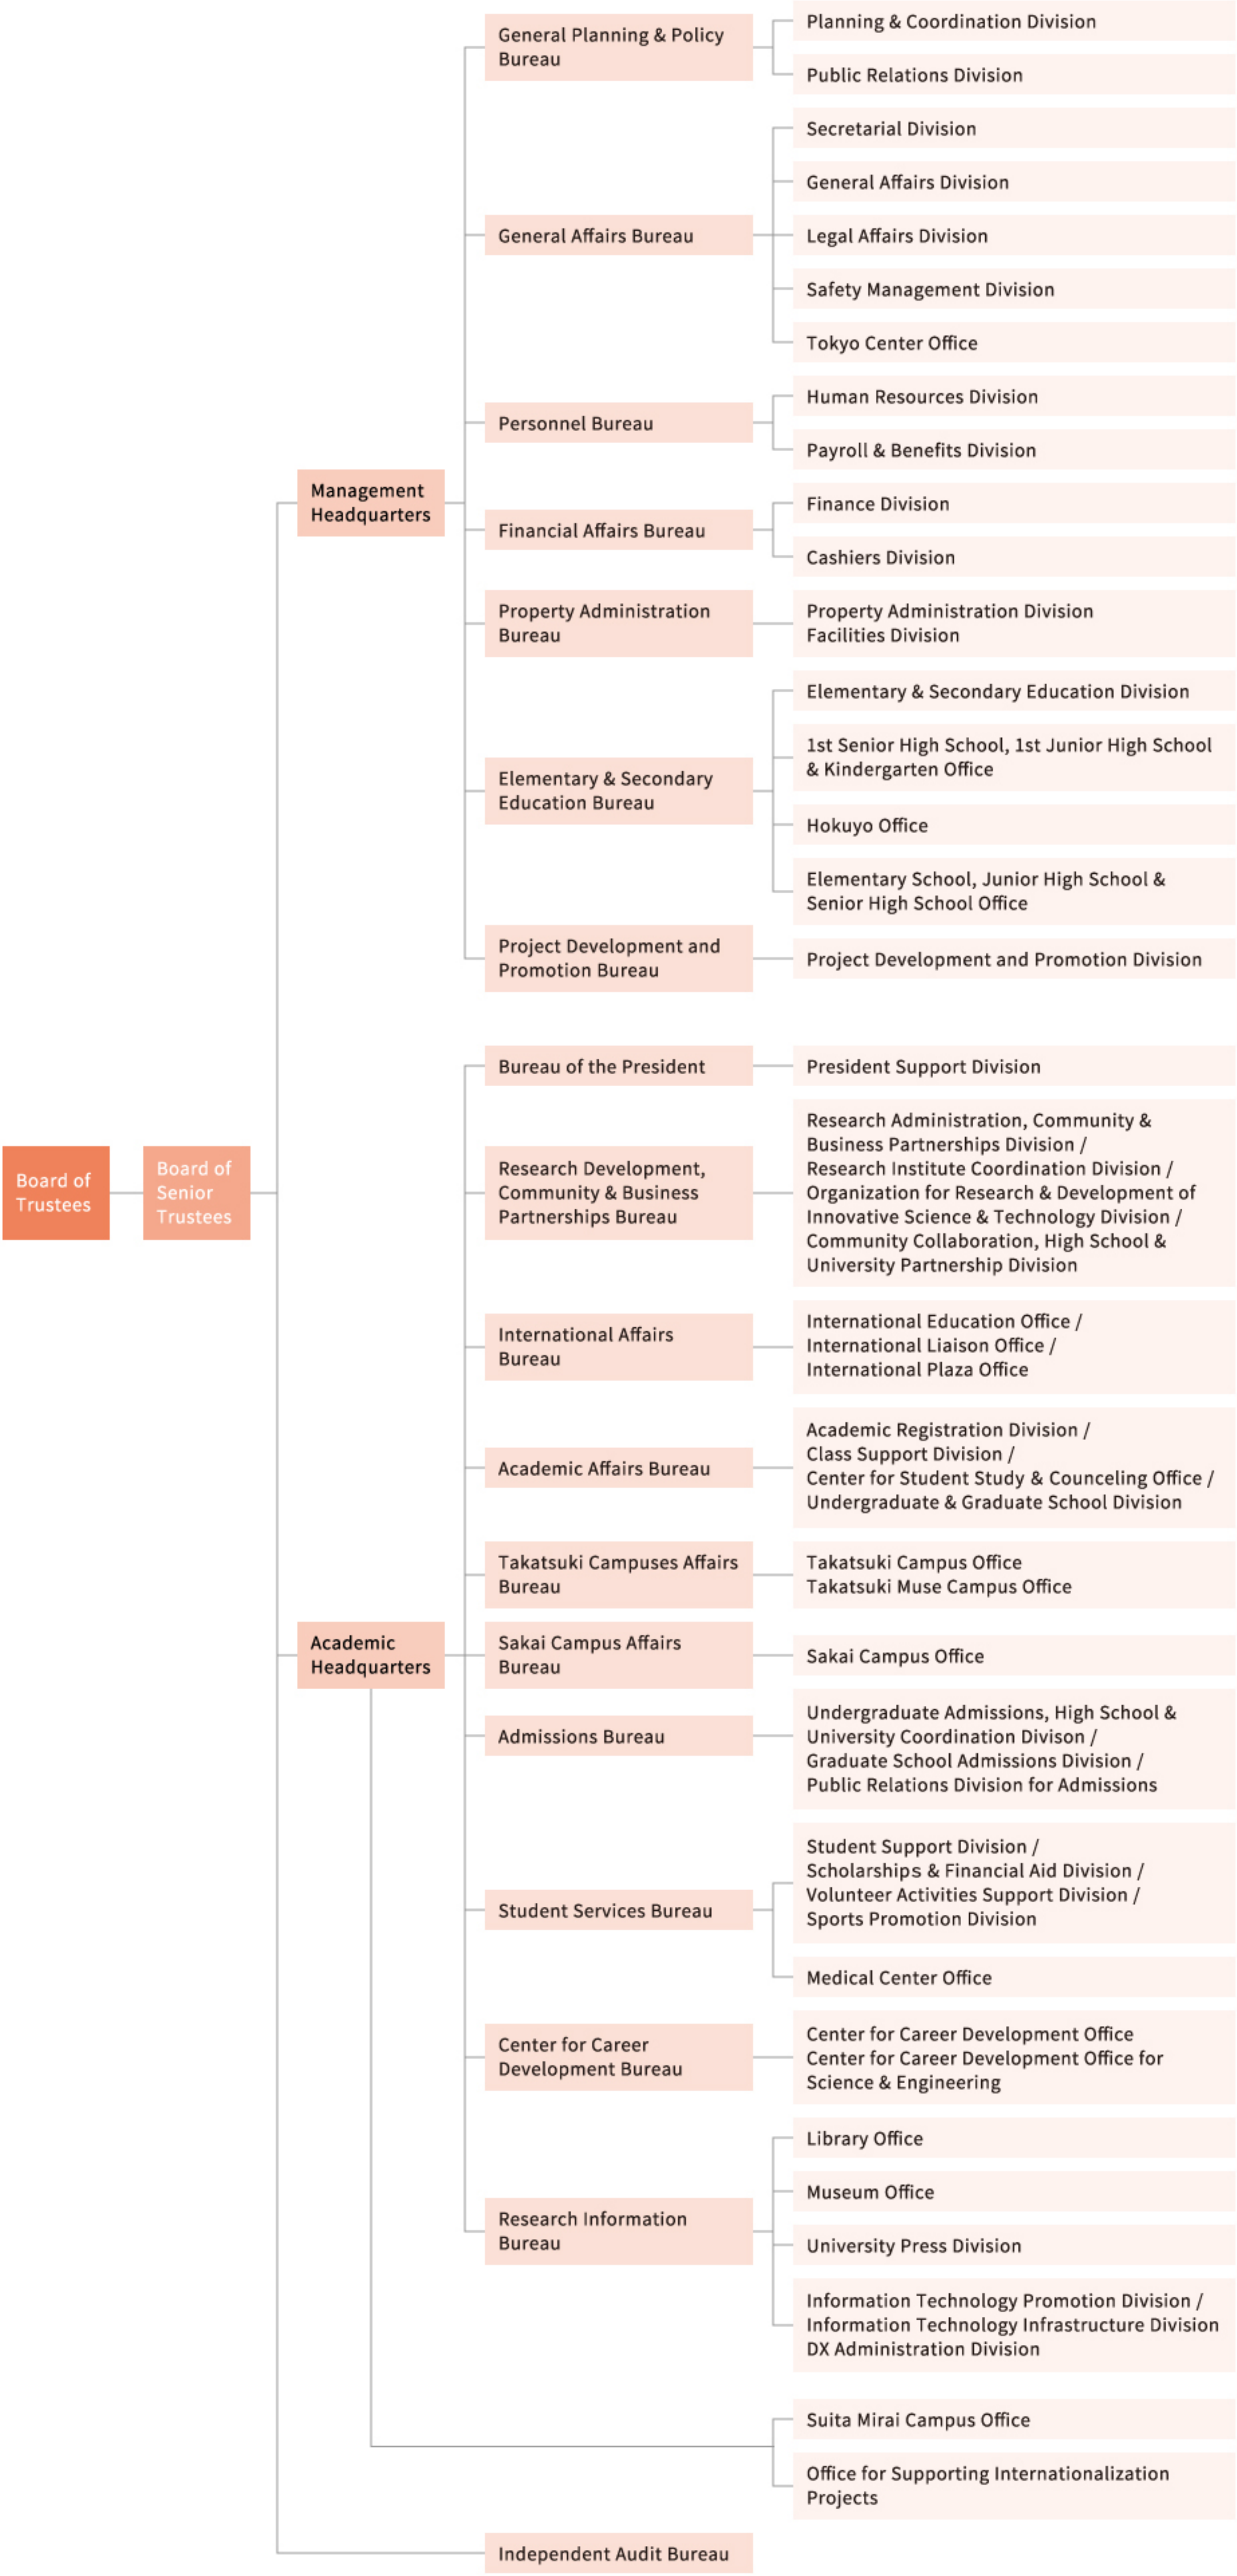 Board of
Trustees
Board of
Senior
Trustees
Management
Headquarters
General Planning & Policy
Bureau
Planning & Coordination Division
Public Relations Division
General Affairs Bureau
Secretarial Division
General Affairs Division
Legal Affairs Division
Safety Management Division
Tokyo Center Office
Personnel Bureau
Human Resources Division
Payroll & Benefits Division
Financial Affairs Bureau
Finance Division
Cashiers Division
Property Administration
Bureau
Property Administration Division
Facilities Division
Elementary & Secondary
Education Bureau
Elementary & Secondary Education Division
1st Senior High School, 1st Junior High School
& Kindergarten Office
Hokuyo Office
Elementary School, Junior High School &
Senior High School Office
Project Development and
Promotion Bureau
Project Development and Promotion Division
Academic
Headquarters
Bureau of the President
President Support Division
Research Development,
Community & Business
Partnerships Bureau
Research Administration, Community &
Business Partnerships Division /
Research Institute Coordination Division /
Organization for Research & Development of
Innovative Science & Technology Division /
Community Collaboration, High School &
University Partnership Division
International Affairs
Bureau
International Education Office /
International Liaison Office /
International Plaza Office
Academic Affairs Bureau
Academic Registration Division /
Class Support Division /
Center for Student Study & Counceling Office /
Undergraduate & Graduate School Division
Takatsuki Campuses Affairs
Bureau
Takatsuki Campus Office
Takatsuki Muse Campus Office
Sakai Campus Affairs
Bureau
Sakai Campus Office
Admissions Bureau
Undergraduate Admissions, High School &
University Coordination Divison /
Graduate School Admissions Division /
Public Relations Division for Admissions
Student Services Bureau
Student Support Division /
Scholarships & Financial Aid Division /
Volunteer Activities Support Division /
Sports Promotion Division
Medical Center Office
Center for Career
Development Bureau
Center for Career Development Office
Center for Career Development Office for
Science & Engineering
Research Information
Bureau
Library Office
Museum Office
University Press Division
Information Technology Promotion Division /
Information Technology Infrastructure Division
DX Administration Division
Suita Mirai Campus Office
Office for Supporting Internationalization
Projects
Independent Audit Bureau